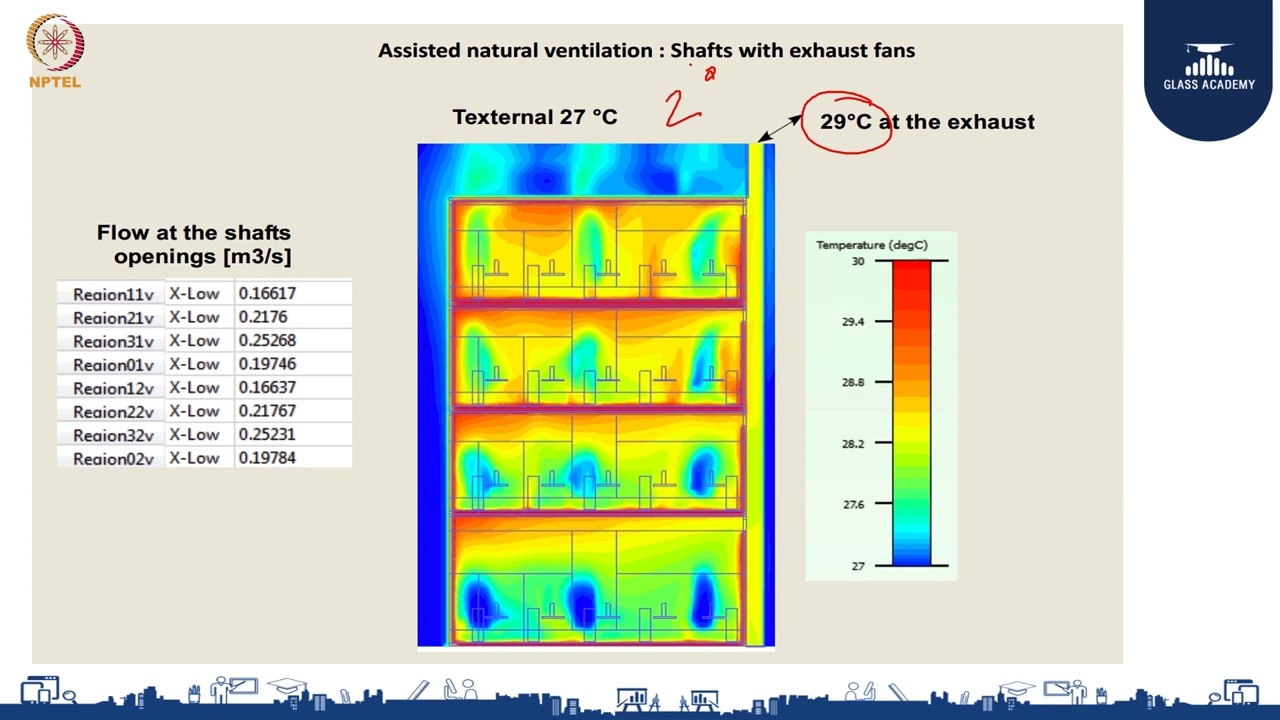 NPTEL
GLASS ACADEMY
Assisted natural ventilation : Shafts with exhaust fans
2°
Texternal 27 °C
29°C at the exhaust
Flow at the shafts
openings [m3/s]
Region11v X-Low 0.16617
Region21v X-Low 0.2176
Region31v X-Low 0.25268
Region01v X-Low 0.19746
Region12v X-Low 0.16637
Region22v X-Low 0.21767
Region32v X-Low 0.25231
Region02v X-Low 0.19784
Temperature (degC)
30
29.4
28.8
28.2
27.6
27